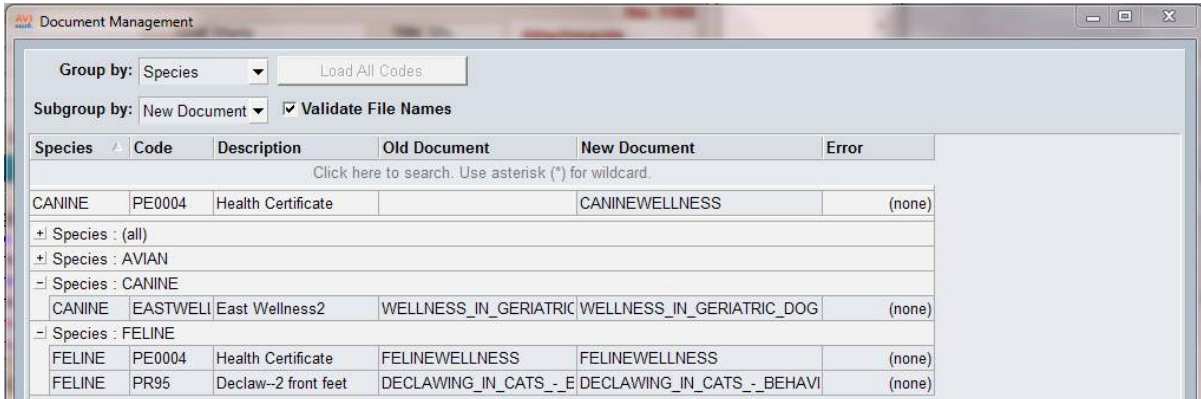 AVI Document Management
Group by: Species Load All Codes
Subgroup by: New Document Validate File Names
Species Code Description Old Document New Document Error
Click here to search. Use asterisk (*) for wildcard.
CANINE PE0004 Health Certificate CANINEWELLNESS (none)
Species : (all)
Species : AVIAN
Species : CANINE
CANINE EASTWELL East Wellness2 WELLNESS_IN_GERIATRIC WELLNESS_IN_GERIATRIC_DOG (none)
Species : FELINE
FELINE PE0004 Health Certificate FELINEWELLNESS FELINEWELLNESS (none)
FELINE PR95 Declaw--2 front feet DECLAWING_IN_CATS_-_B DECLAWING_IN_CATS_-_BEHAVI (none)